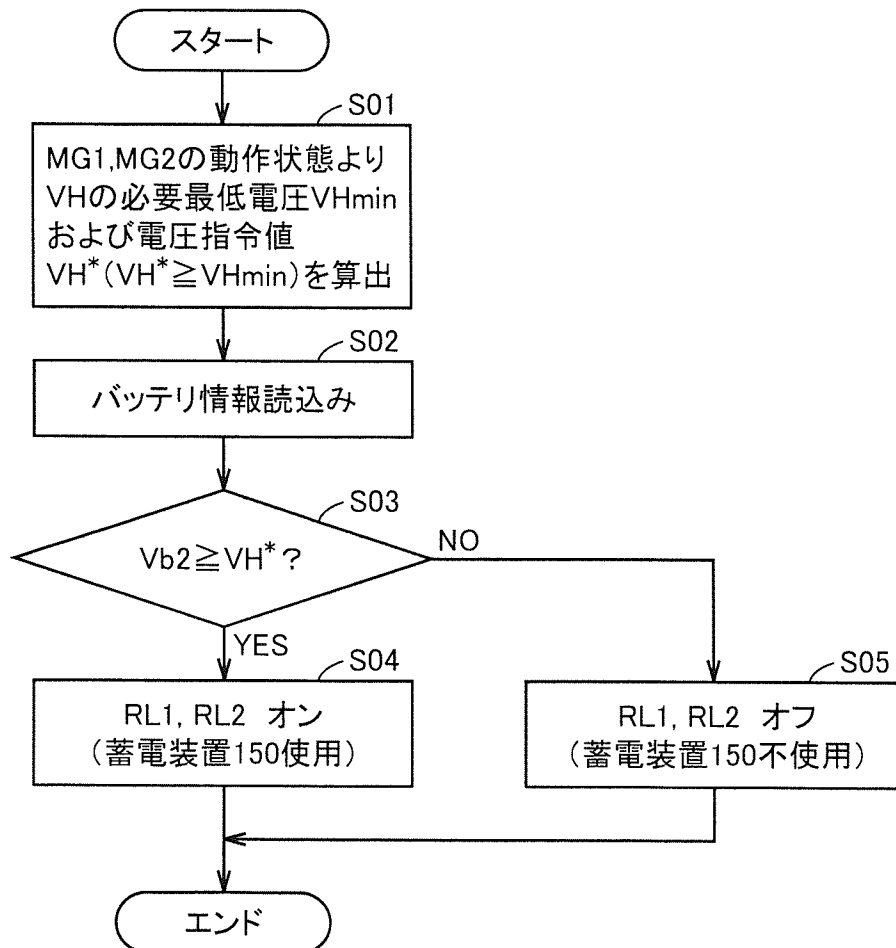 スタート
S01
MG1,MG2の動作状態より
VHの必要最低電圧VHmin
および電圧指令値
VH*(VH*≧VHmin)を算出
S02
バッテリ情報読込み
S03
Vb2≧VH*?
NO
YES
S04
RL1, RL2 オン
(蓄電装置150使用)
S05
RL1, RL2 オフ
(蓄電装置150不使用)
エンド